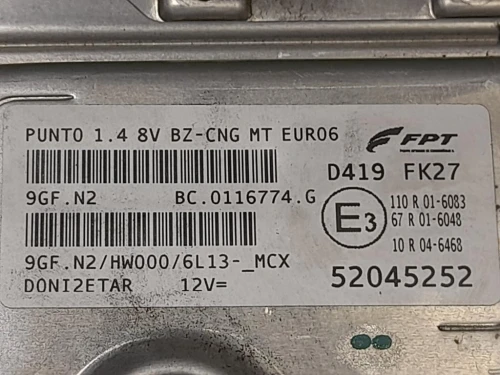 PUNTO 1.4 8V BZ-CNG MT EURO6
FPT
D419 FK27
9GF.N2 BC.0116774.G
E3
110 R 01-6083
67 R 01-6048
10 R 04-6468
9GF.N2/HW000/6L13-_MCX
DONI2ETAR 12V=
52045252